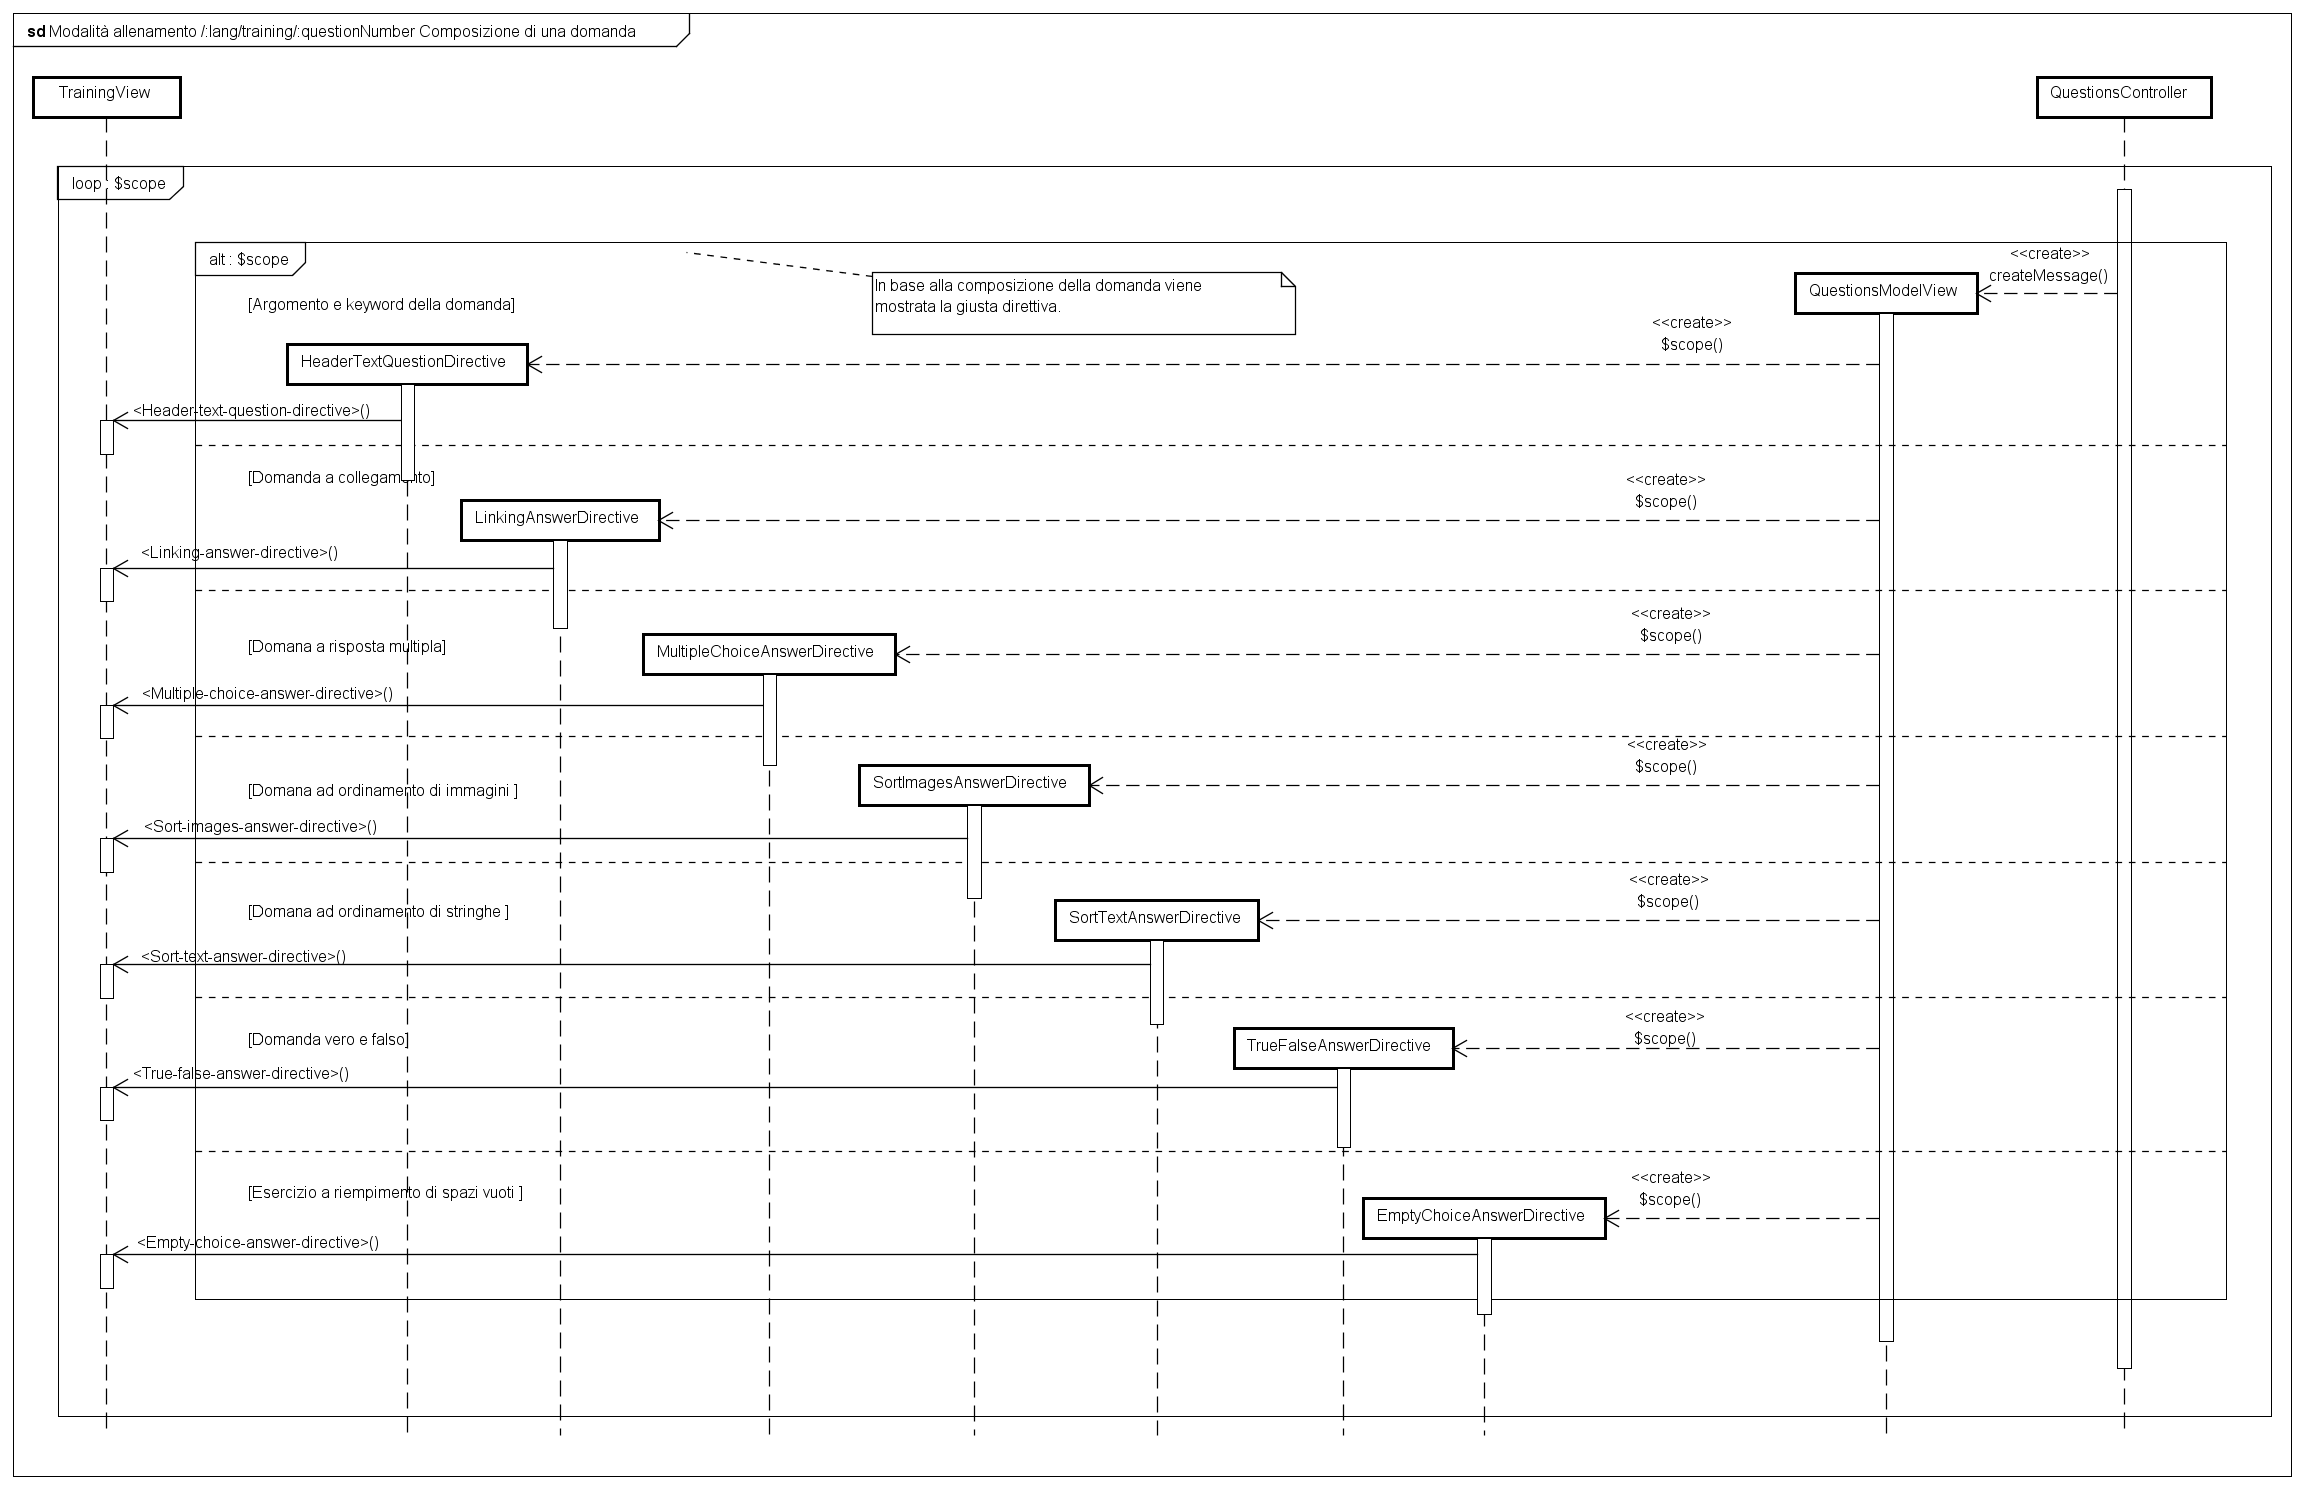 sd Modalità allenamento /:lang/training/:questionNumber Composizione di una domanda
TrainingView
QuestionsController
loop : $scope
alt : $scope
<<create>>
createMessage()
In base alla composizione della domanda viene
mostrata la giusta direttiva.
QuestionsModelView
[Argomento e keyword della domanda]
<<create>>
$scope()
HeaderTextQuestionDirective
<Header-text-question-directive>()
[Domanda a collegamento]
<<create>>
$scope()
LinkingAnswerDirective
<Linking-answer-directive>()
<<create>>
$scope()
[Domana a risposta multipla]
MultipleChoiceAnswerDirective
<Multiple-choice-answer-directive>()
<<create>>
$scope()
[Domana ad ordinamento di immagini ]
SortImagesAnswerDirective
<Sort-images-answer-directive>()
<<create>>
$scope()
[Domana ad ordinamento di stringhe ]
SortTextAnswerDirective
<Sort-text-answer-directive>()
<<create>>
$scope()
[Domanda vero e falso]
TrueFalseAnswerDirective
<True-false-answer-directive>()
<<create>>
$scope()
[Esercizio a riempimento di spazi vuoti ]
EmptyChoiceAnswerDirective
<Empty-choice-answer-directive>()